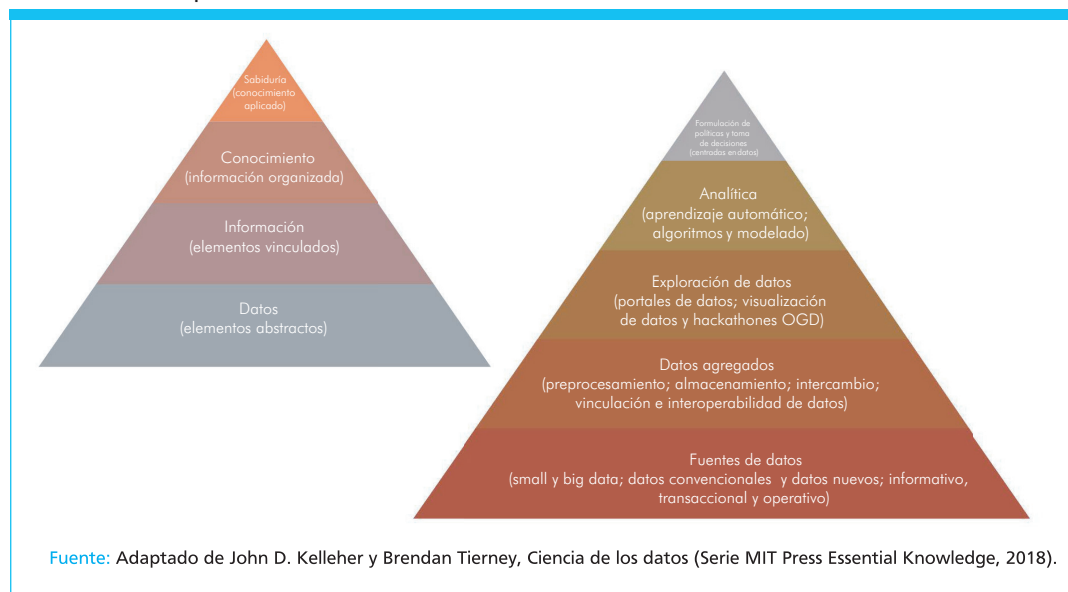 Sabiduría
(conocimiento
aplicado)
Conocimiento
(información organizada)
Información
(elementos vinculados)
Datos
(elementos abstractos)
Formulación de
políticas y toma
de decisiones
(centradas en datos)
Analítica
(aprendizaje automático;
algoritmos y modelado)
Exploración de datos
(portales de datos; visualización
de datos y hackathones OGD)
Datos agregados
(preprocesamiento; almacenamiento; intercambio;
vinculación e interoperabilidad de datos)
Fuentes de datos
(small y big data; datos convencionales y datos nuevos; informativo,
transaccional y operativo)
Fuente: Adaptado de John D. Kelleher y Brendan Tierney, Ciencia de los datos (Serie MIT Press Essential Knowledge, 2018).